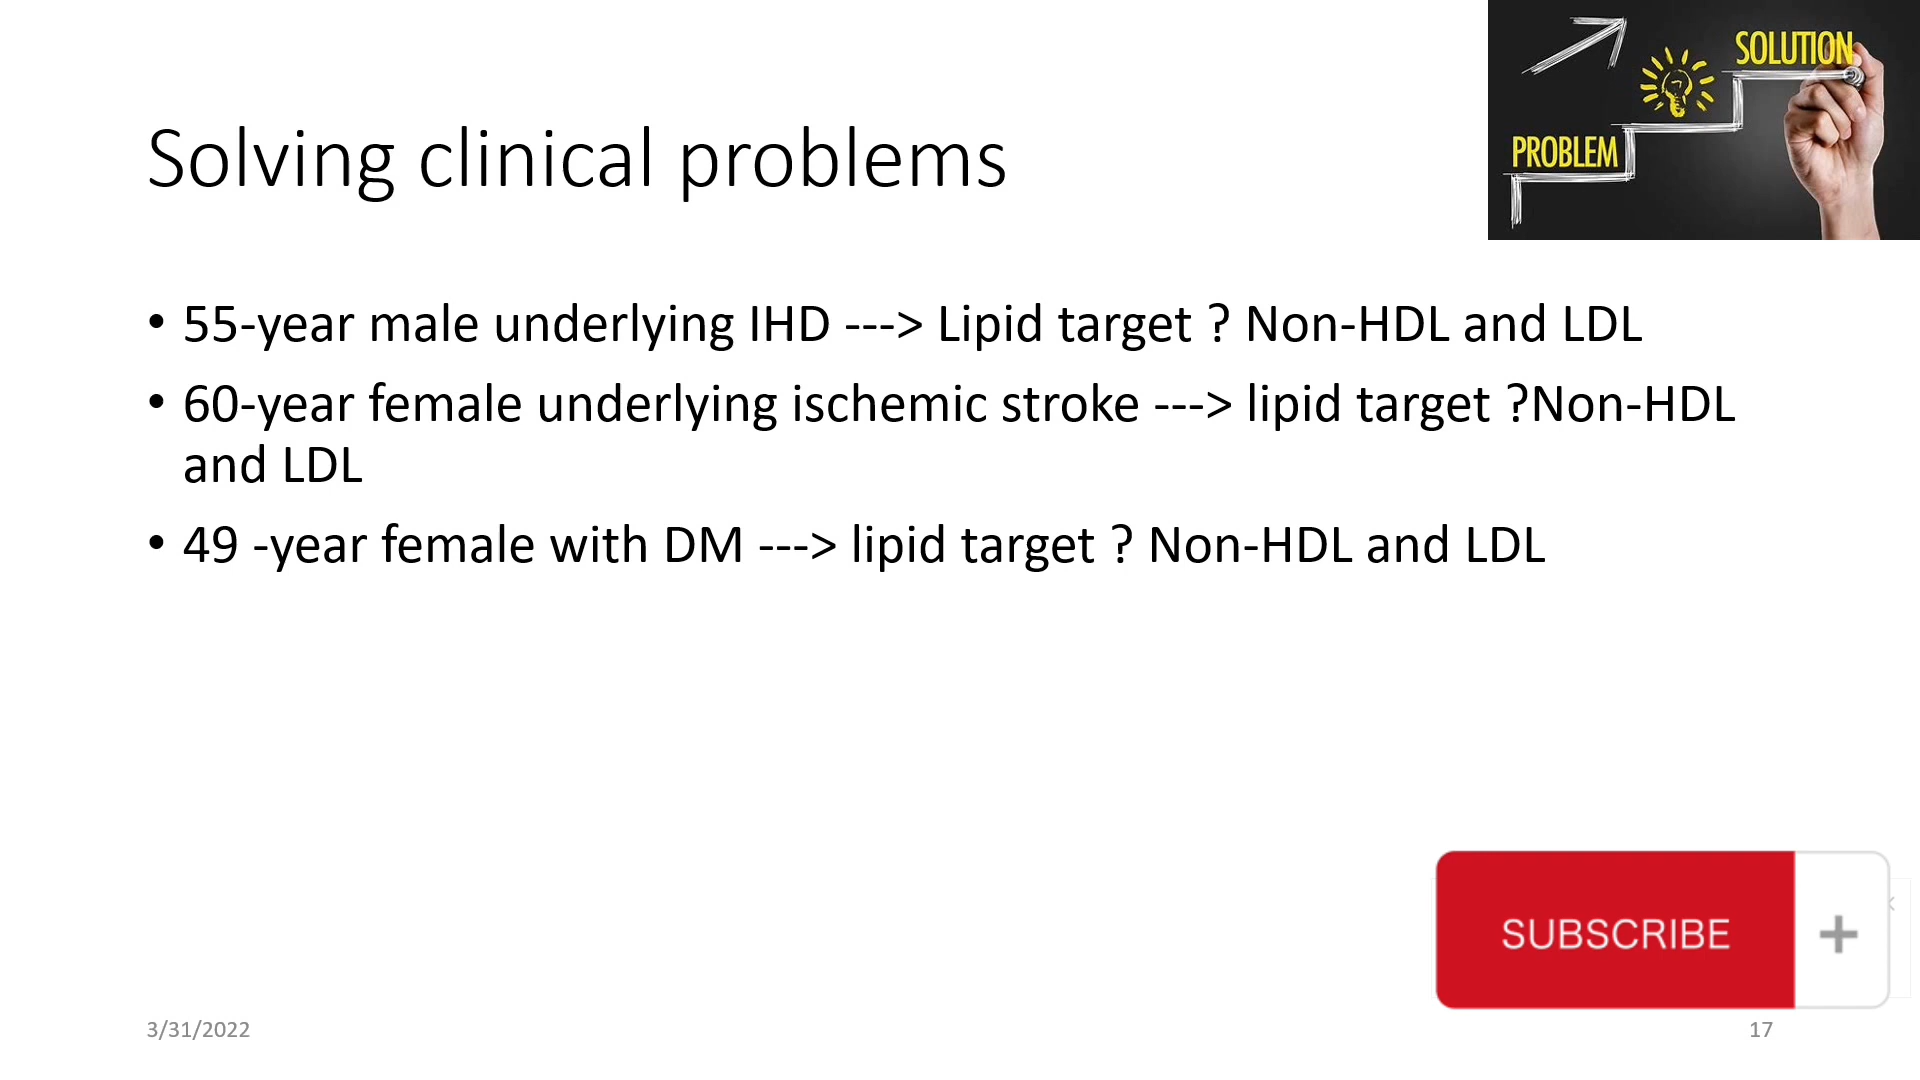 SOLUTION
PROBLEM
Solving clinical problems
• 55-year male underlying IHD ---> Lipid target ? Non-HDL and LDL
• 60-year female underlying ischemic stroke ---> lipid target ?Non-HDL
and LDL
• 49 -year female with DM ---> lipid target ? Non-HDL and LDL
SUBSCRIBE +
3/31/2022
17